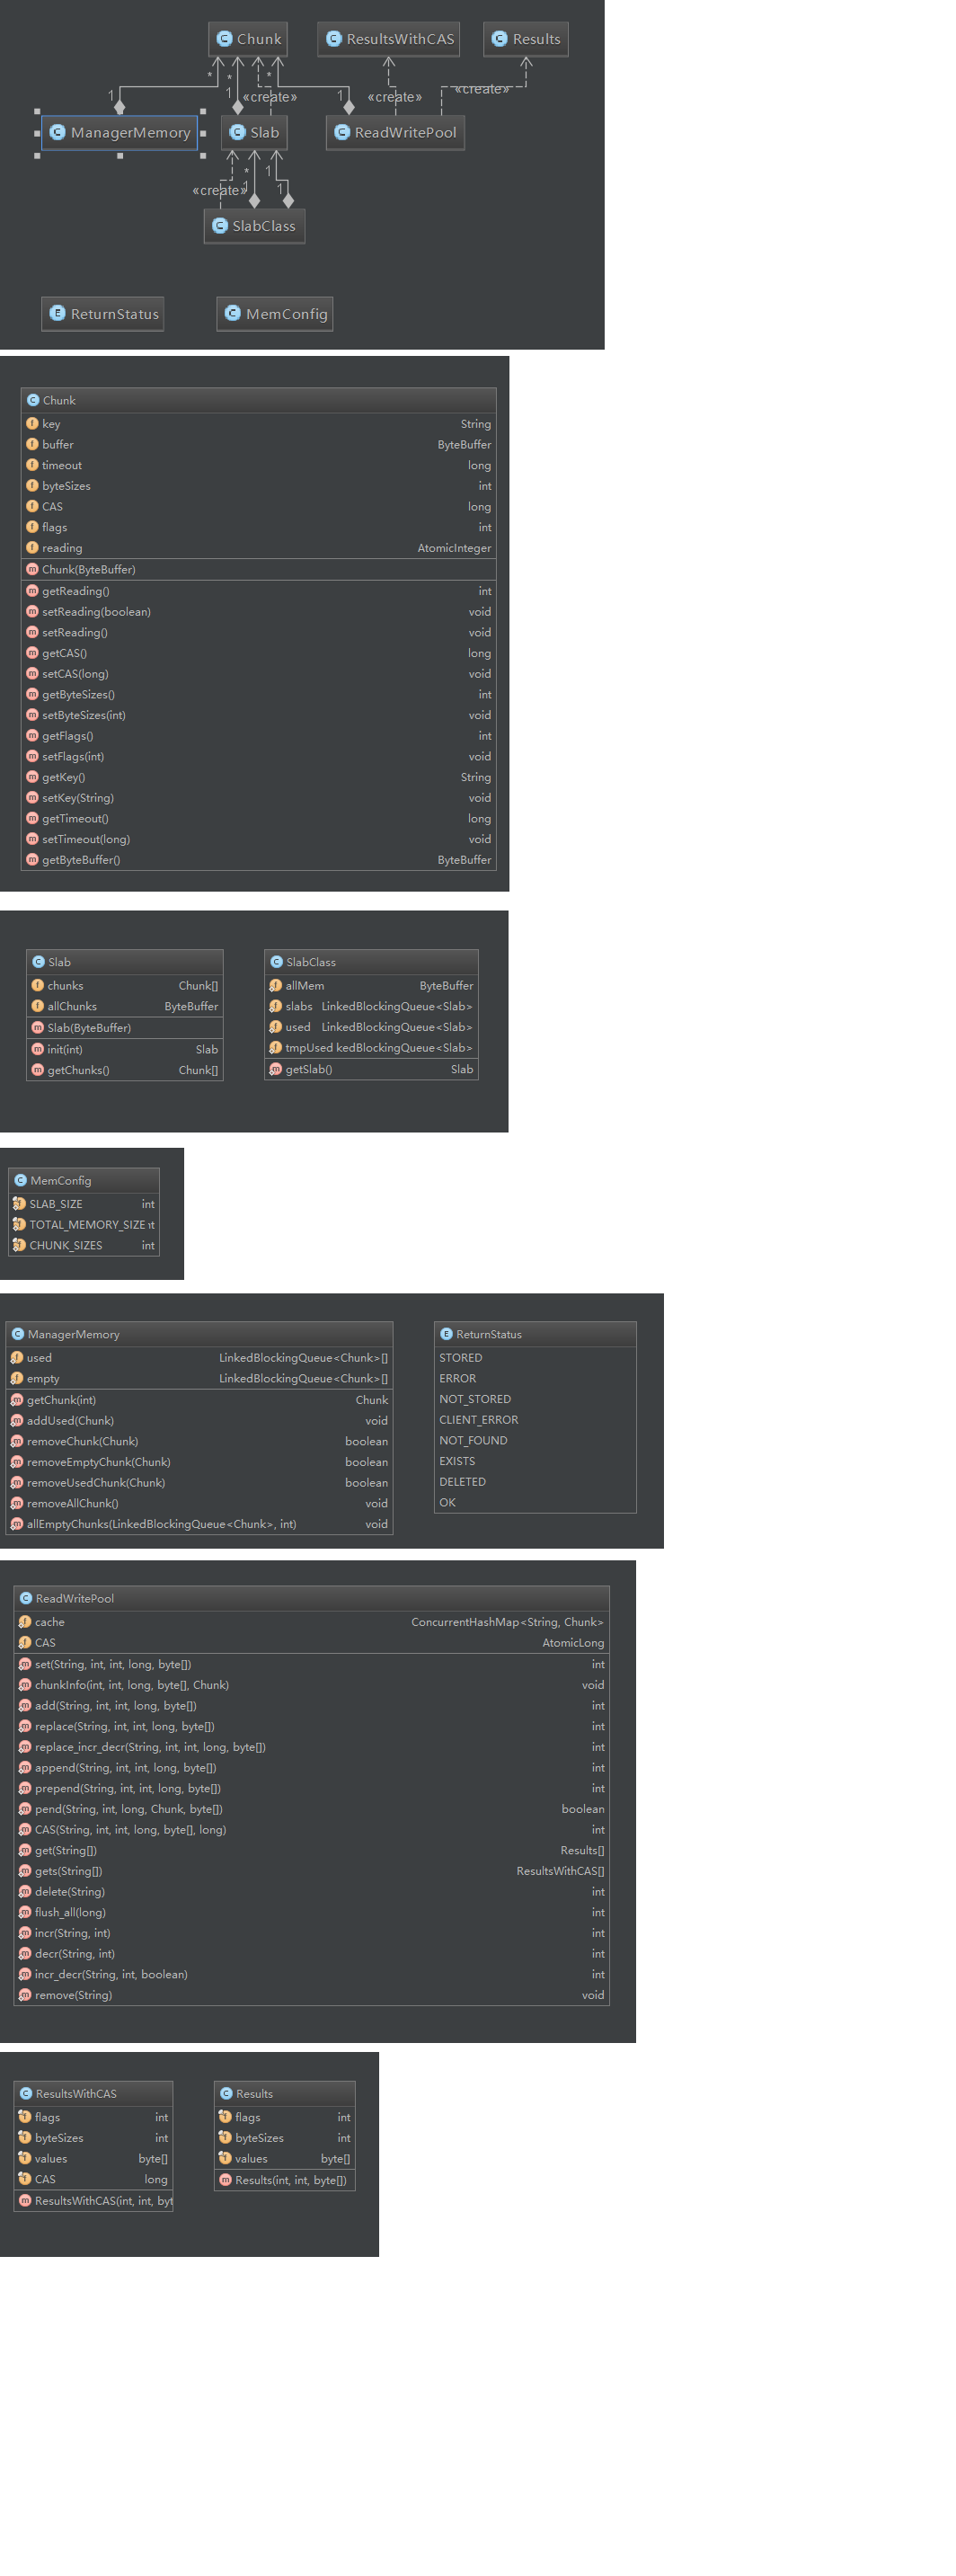 Chunk ResultsWithCAS Results
* * * 
1 1 «create» 1 «create» «create»
ManagerMemory Slab ReadWritePool
* 1
«create» 1 1
SlabClass
ReturnStatus MemConfig
Chunk
key String
buffer ByteBuffer
timeout long
byteSizes int
CAS long
flags int
reading AtomicInteger
Chunk(ByteBuffer)
getReading() int
setReading(boolean) void
setReading() void
getCAS() long
setCAS(long) void
getByteSizes() int
setByteSizes(int) void
getFlags() int
setFlags(int) void
getKey() String
setKey(String) void
getTimeout() long
setTimeout(long) void
getByteBuffer() ByteBuffer
Slab
chunks Chunk[]
allChunks ByteBuffer
Slab(ByteBuffer)
init(int) Slab
getChunks() Chunk[]
SlabClass
allMem ByteBuffer
slabs LinkedBlockingQueue<Slab>
used LinkedBlockingQueue<Slab>
tmpUsed kedBlockingQueue<Slab>
getSlab() Slab
MemConfig
SLAB_SIZE int
TOTAL_MEMORY_SIZE
CHUNK_SIZES int
ManagerMemory
used LinkedBlockingQueue<Chunk>[]
empty LinkedBlockingQueue<Chunk>[]
getChunk(int) Chunk
addUsed(Chunk) void
removeChunk(Chunk) boolean
removeEmptyChunk(Chunk) boolean
removeUsedChunk(Chunk) boolean
removeAllChunk() void
allEmptyChunks(LinkedBlockingQueue<Chunk>, int) void
ReturnStatus
STORED
ERROR
NOT_STORED
CLIENT_ERROR
NOT_FOUND
EXISTS
DELETED
OK
ReadWritePool
cache ConcurrentHashMap<String, Chunk>
CAS AtomicLong
set(String, int, int, long, byte[]) int
chunkInfo(int, int, long, byte[], Chunk) void
add(String, int, int, long, byte[]) int
replace(String, int, int, long, byte[]) int
replace_incr_decr(String, int, int, long, byte[]) int
append(String, int, int, long, byte[]) int
prepend(String, int, int, long, byte[]) int
pend(String, int, long, Chunk, byte[]) boolean
CAS(String, int, int, long, byte[], long) int
get(String[]) Results[]
gets(String[]) ResultsWithCAS[]
delete(String) int
flush_all(long) int
incr(String, int) int
decr(String, int) int
incr_decr(String, int, boolean) int
remove(String) void
ResultsWithCAS
flags int
byteSizes int
values byte[]
CAS long
ResultsWithCAS(int, int, byt
Results
flags int
byteSizes int
values byte[]
Results(int, int, byte[])